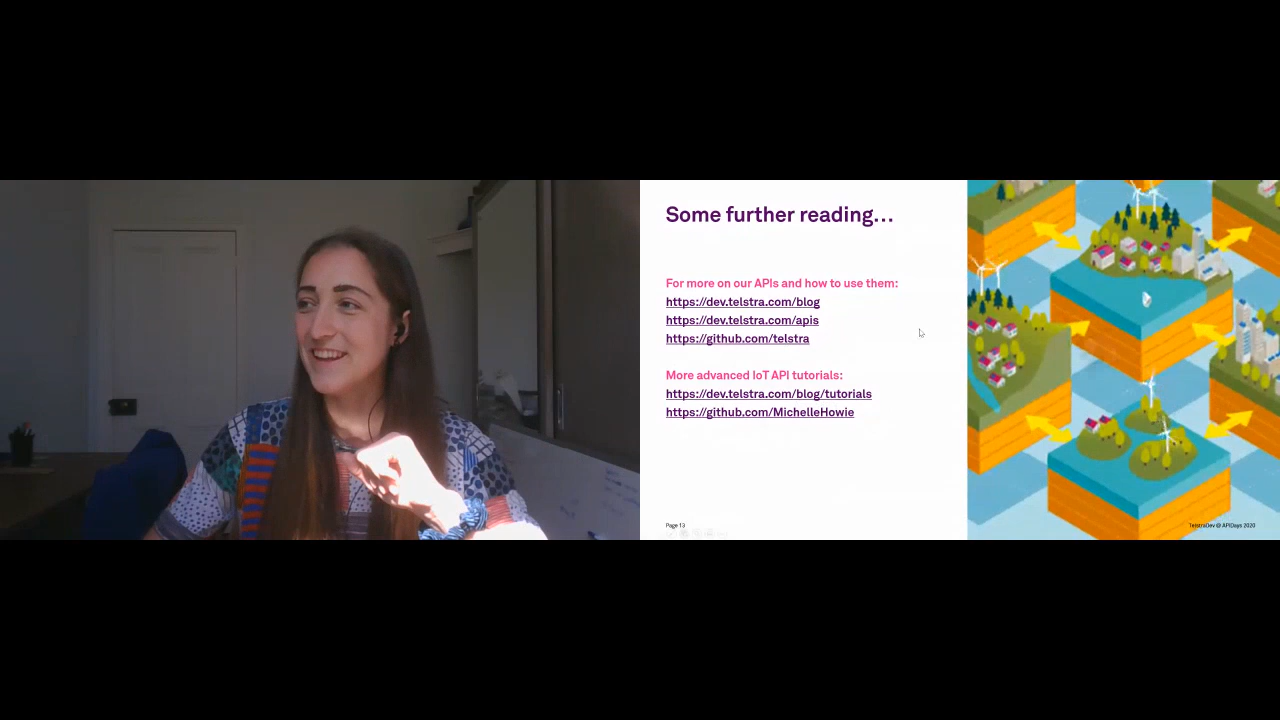 Some further reading...
For more on our APIs and how to use them:
https://dev.telstra.com/blog
https://dev.telstra.com/apis
https://github.com/telstra
More advanced IoT API tutorials:
https://dev.telstra.com/blog/tutorials
https://github.com/MichelleHowie
Page 13
TelstraDev @ APIDays 2020